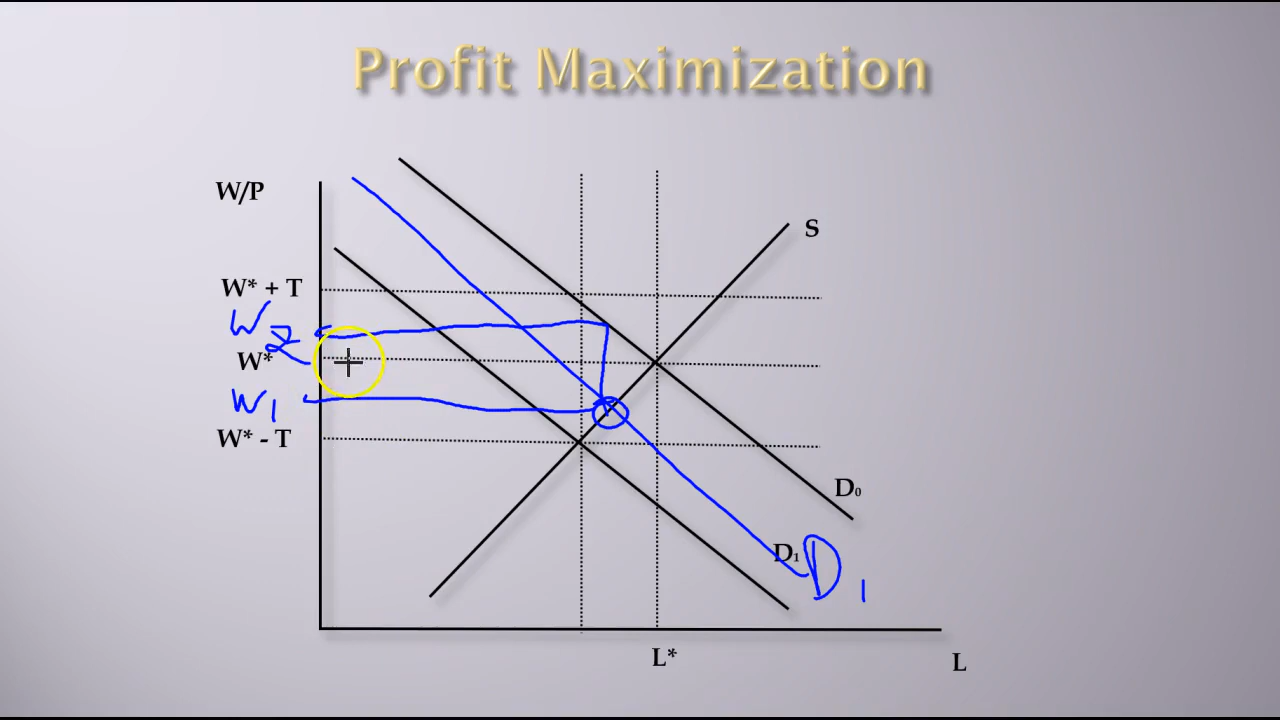 Profit Maximization
W/P
S
W* + T
W2
W*
W1
W* - T
D₀
D₁
D1
L*
L